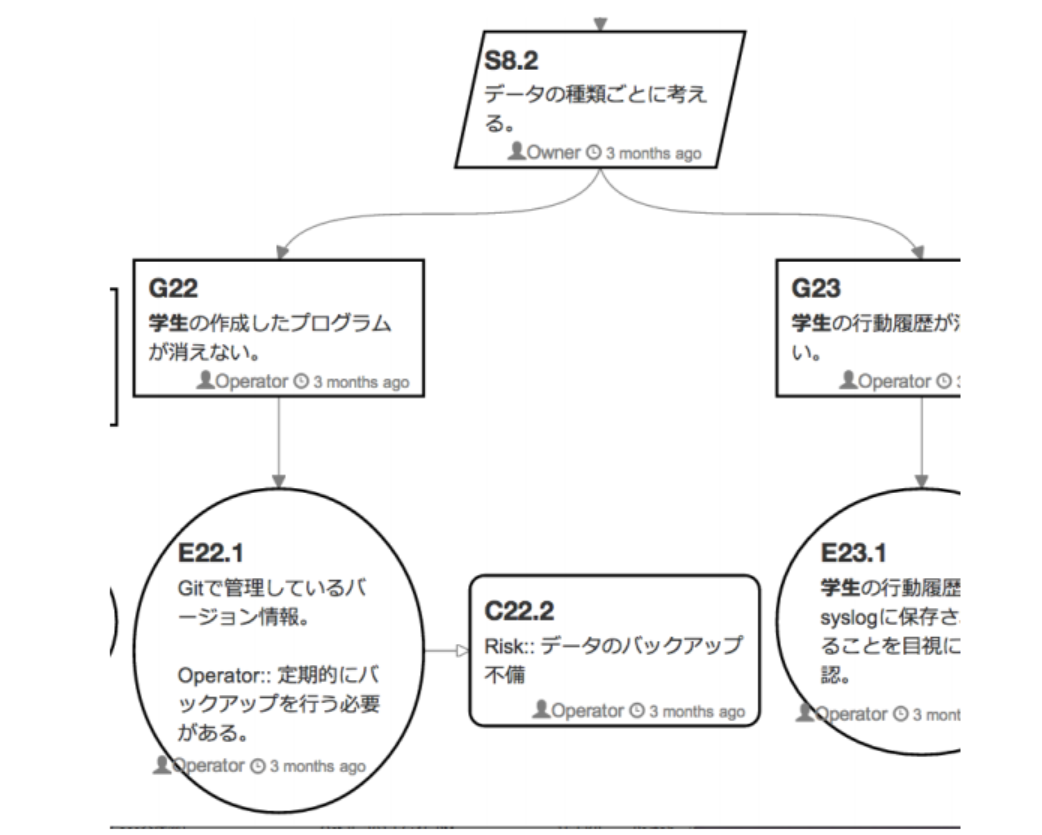 S8.2
データの種類ごとに考え
る。
Owner 3 months ago
G22
学生の作成したプログラム
が消えない。
Operator 3 months ago
G23
学生の行動履歴が
い。
Operator
E22.1
Gitで管理しているバ
ージョン情報。
Operator:: 定期的にバ
ックアップを行う必要
がある。
Operator 3 months ago
C22.2
Risk:: データのバックアップ
不備
Operator 3 months ago
E23.1
学生の行動履歴
syslogに保存さ
ることを目視に
認。
Operator 3 mont